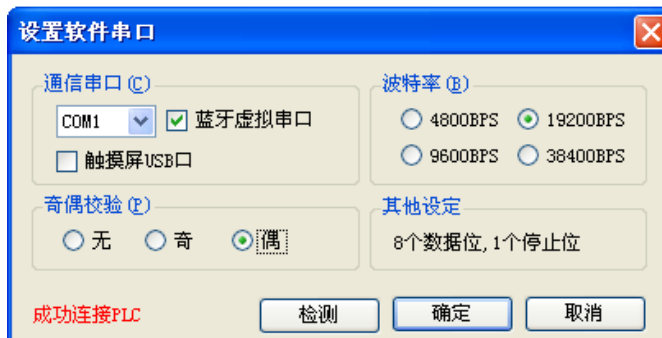 设置软件串口
通信串口(C)
COM1 蓝牙虚拟串口
触摸屏USB口
波特率(B)
4800BPS 19200BPS
9600BPS 38400BPS
奇偶校验(P)
无 奇 偶
其他设定
8个数据位,1个停止位
成功连接PLC 检测 确定 取消